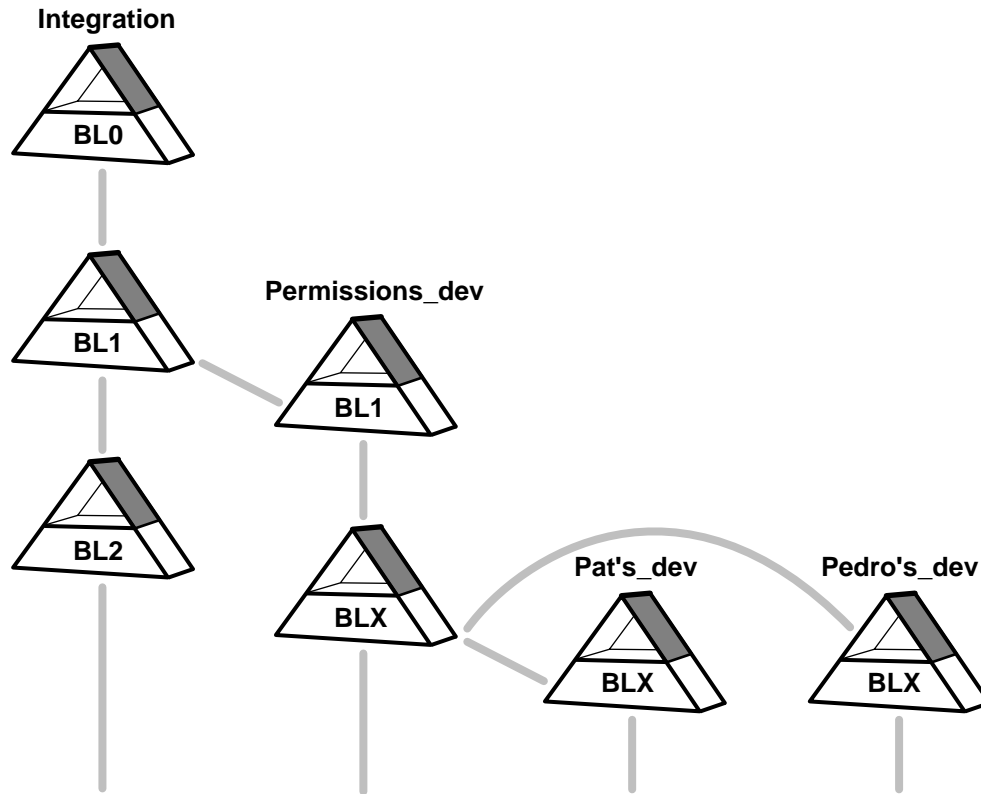 Integration
BL0
BL1
Permissions_dev
BL1
BL2
Pat's_dev
Pedro's_dev
BLX
BLX
BLX